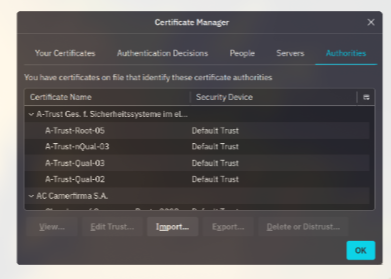 Certificate Manager
Your Certificates Authentication Decisions People Servers Authorities
You have certificates on file that identify these certificate authorities
Certificate Name Security Device
A-Trust Ges. f. Sicherheitssysteme im el...
A-Trust-Root-05 Default Trust
A-Trust-nQual-03 Default Trust
A-Trust-Qual-03 Default Trust
A-Trust-Qual-02 Default Trust
AC Camerfirma S.A.
View... Edit Trust... Import... Export... Delete or Distrust...
OK